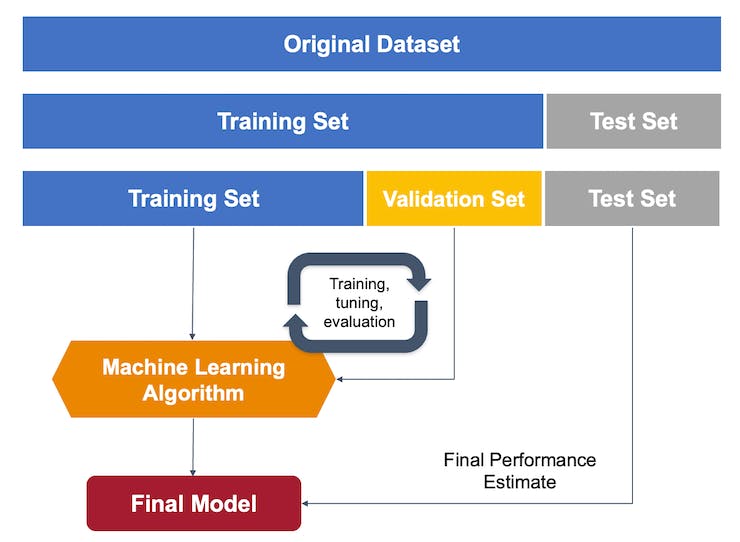 Original Dataset
Training Set
Test Set
Training Set
Validation Set
Test Set
Training,
tuning,
evaluation
Machine Learning
Algorithm
Final Performance
Estimate
Final Model